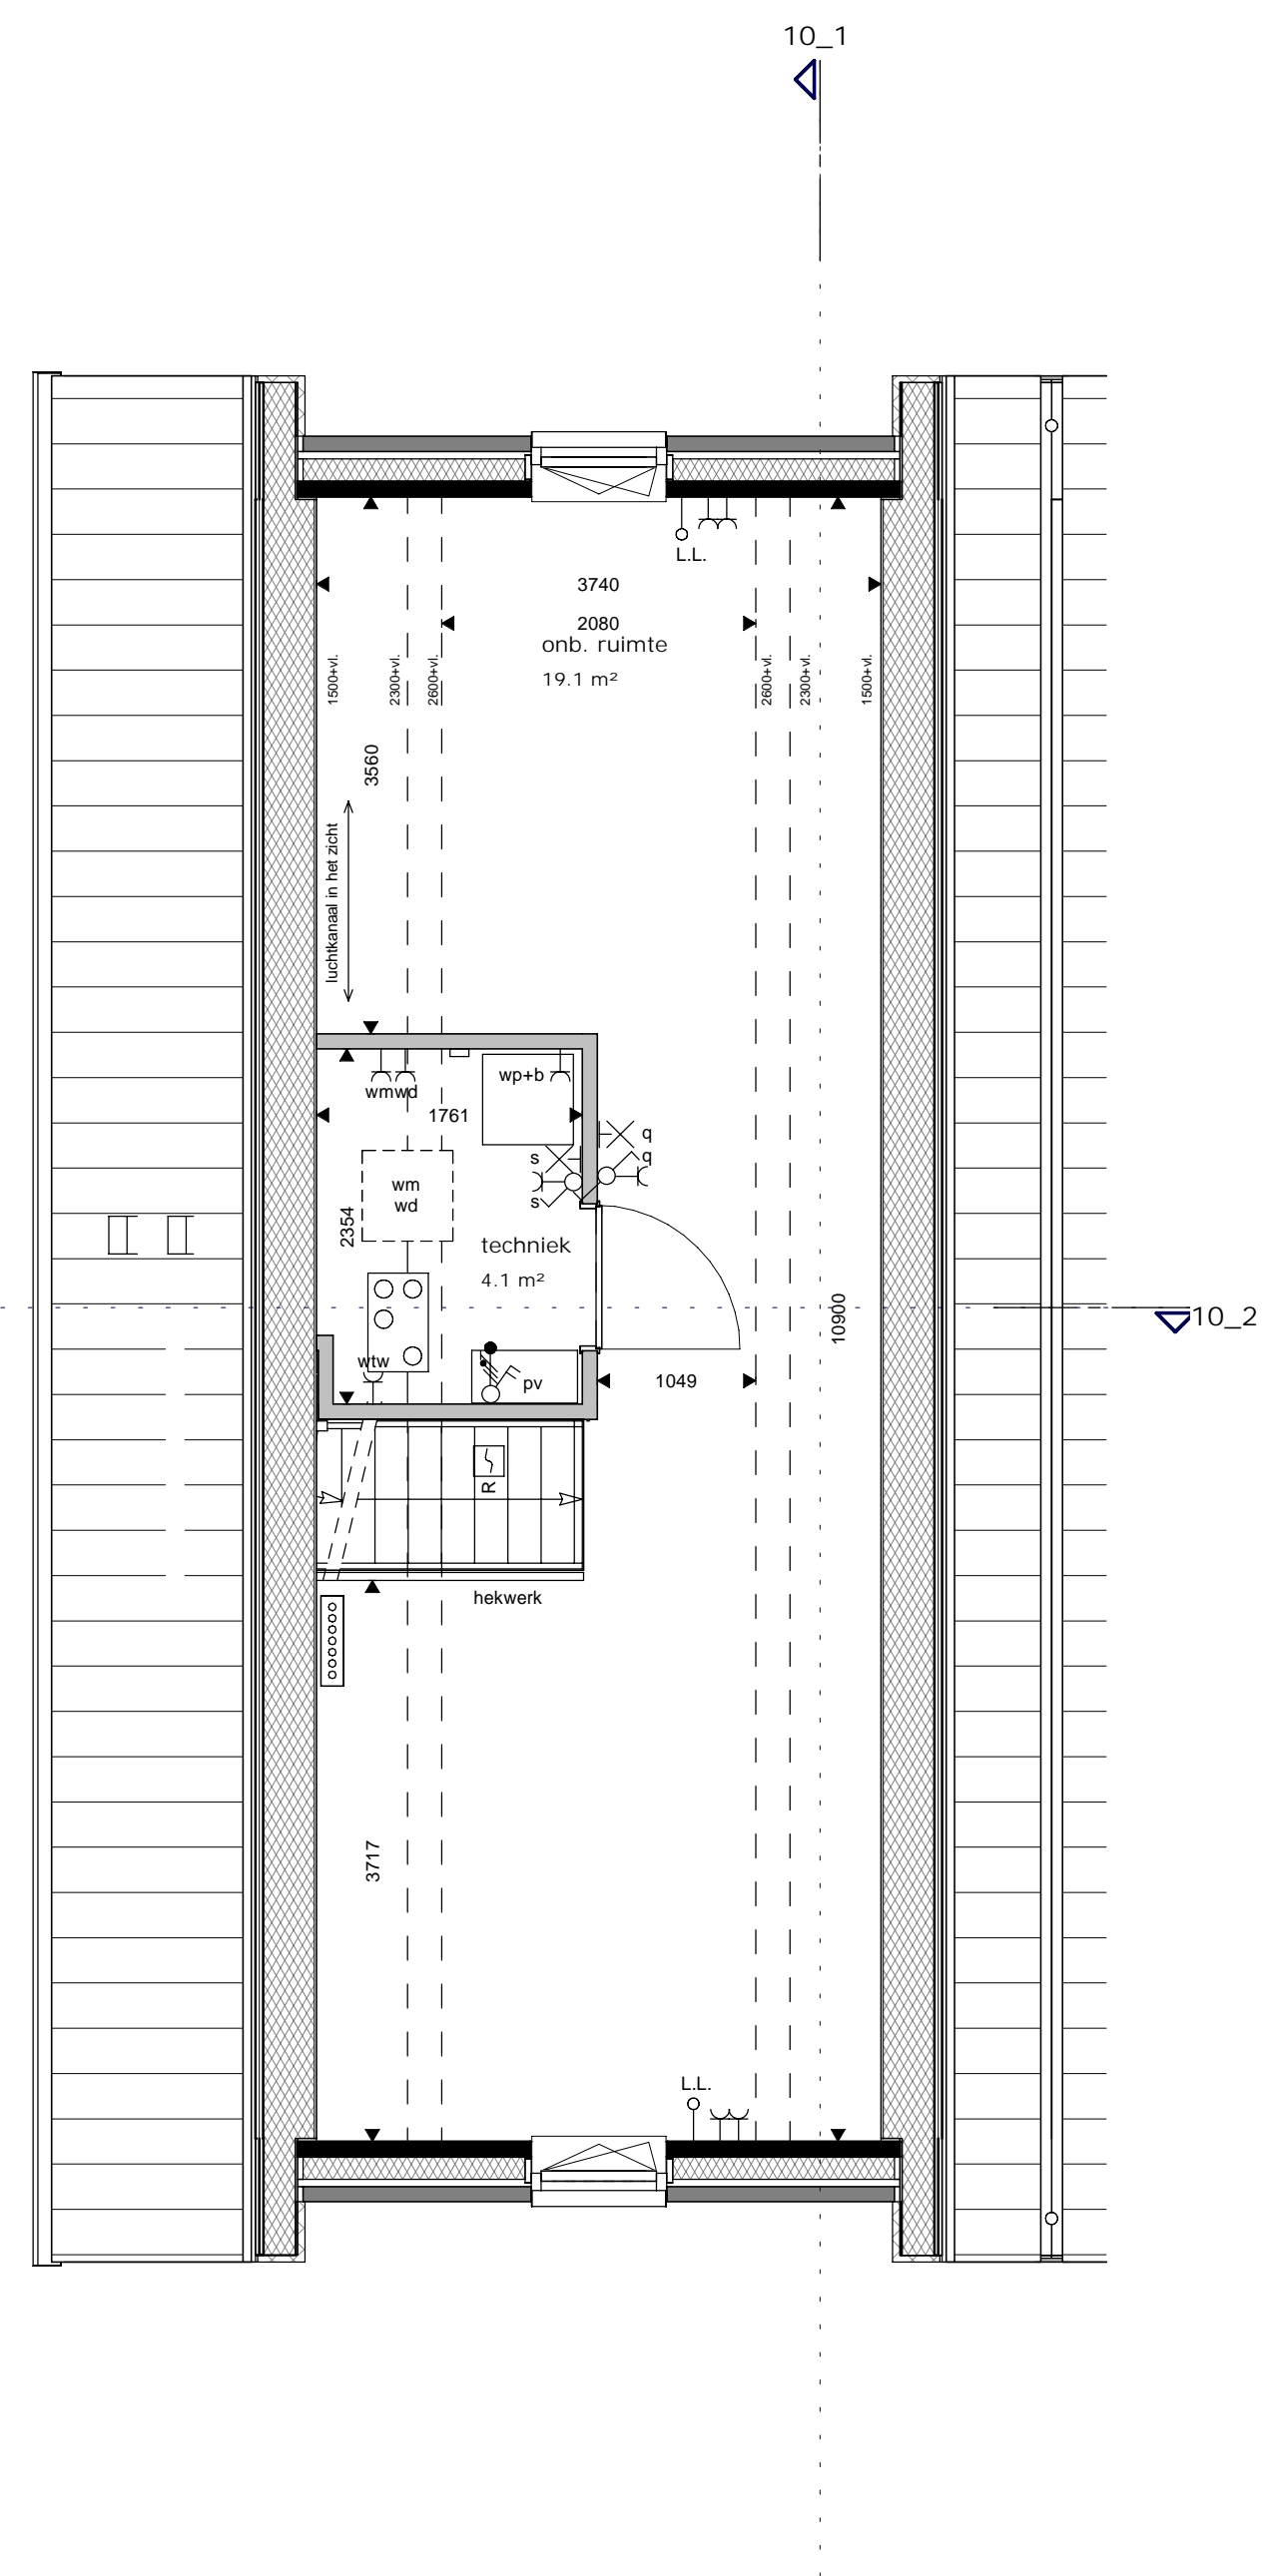 10_1
L.L.
3740
2080
onb. ruimte
19.1 m²
1500+vl.
2300+vl.
2600+vl.
2600+vl.
2300+vl.
1500+vl.
3560
luchtkanaal in het zicht
wp+b
wmwd
1761
q
s
q
wm
wd
s
2354
techniek
4.1 m²
10900
10_2
wtw
pv
1049
R
hekwerk
3717
L.L.